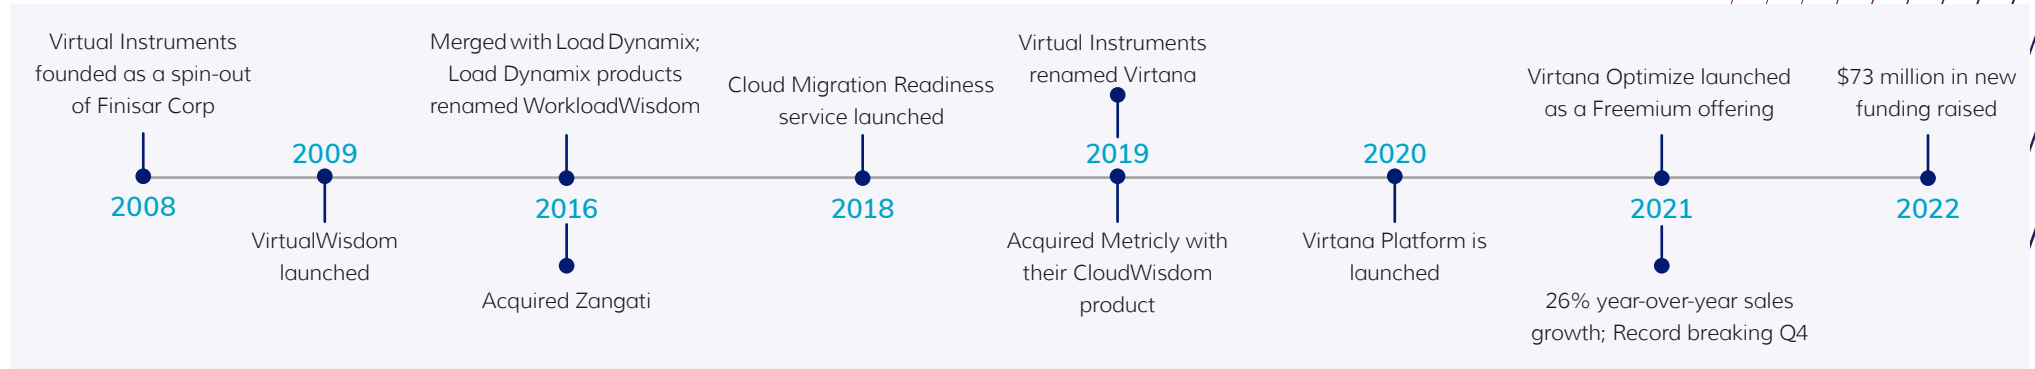 Virtual Instruments
founded as a spin-out
of Finisar Corp
2008
2009
VirtualWisdom
launched
Merged with Load Dynamix;
Load Dynamix products
renamed WorkloadWisdom
2016
Acquired Zangati
Cloud Migration Readiness
service launched
2018
Virtual Instruments
renamed Virtana
2019
Acquired Metricly with
their CloudWisdom
product
2020
Virtana Platform is
launched
Virtana Optimize launched
as a Freemium offering
2021
26% year-over-year sales
growth; Record breaking Q4
$73 million in new
funding raised
2022